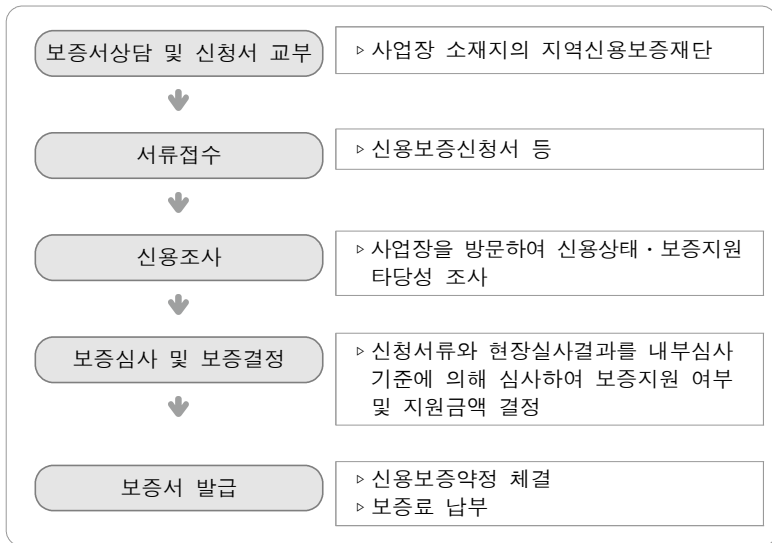 보증서상담 및 신청서 교부
▹사업장 소재지의 지역신용보증재단
서류접수
▹신용보증신청서 등
신용조사
▹사업장을 방문하여 신용상태·보증지원
타당성 조사
보증심사 및 보증결정
▹신청서류와 현장실사결과를 내부심사
기준에 의해 심사하여 보증지원 여부
및 지원금액 결정
보증서 발급
▹신용보증약정 체결
▹보증료 납부